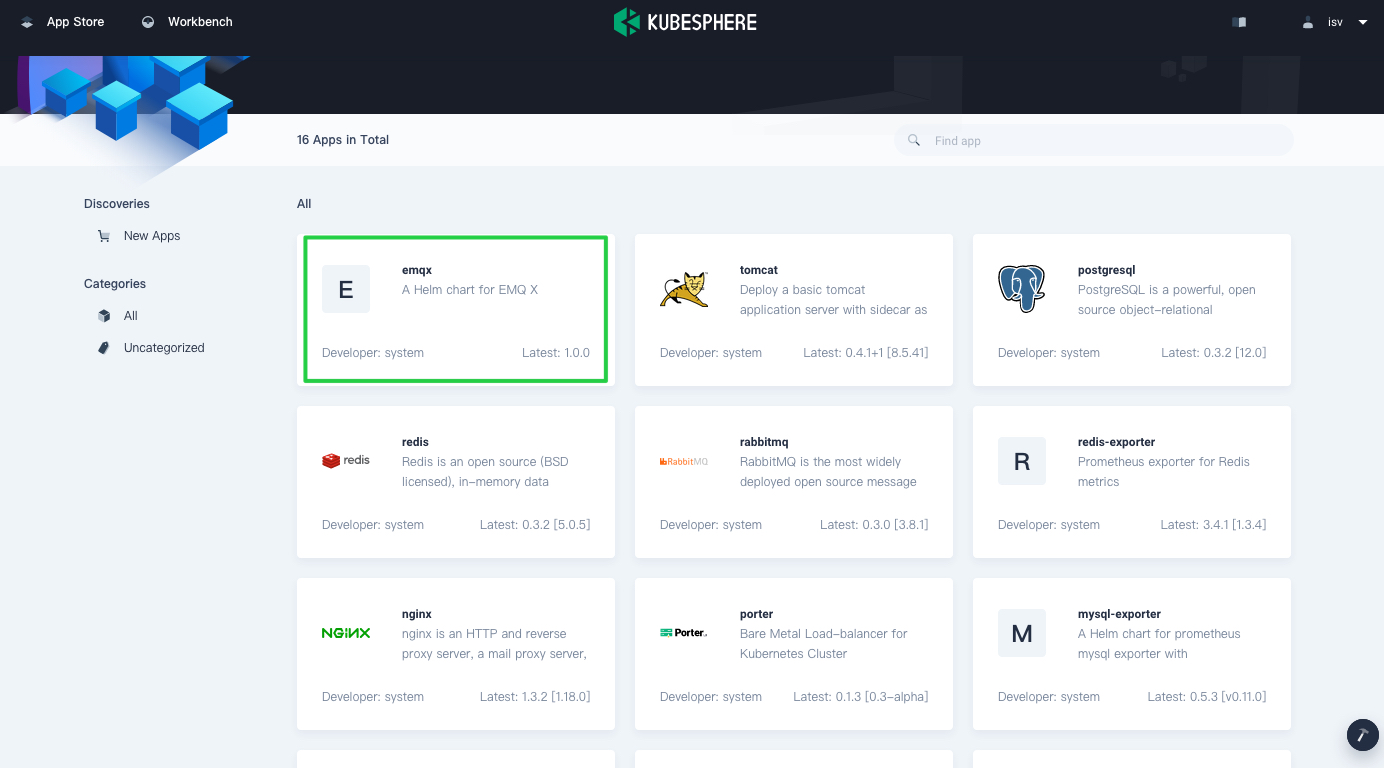 App Store
Workbench
KUBESPHERE
isv
16 Apps in Total
Find app
Discoveries
New Apps
Categories
All
Uncategorized
All
E
emqx
A Helm chart for EMQ X
Developer: system
Latest: 1.0.0
tomcat
Deploy a basic tomcat
application server with sidecar as
Developer: system
Latest: 0.4.1+1 [8.5.41]
postgresql
PostgreSQL is a powerful, open
source object-relational
Developer: system
Latest: 0.3.2 [12.0]
redis
redis
Redis is an open source (BSD
licensed), in-memory data
Developer: system
Latest: 0.3.2 [5.0.5]
RabbitMQ
rabbitmq
RabbitMQ is the most widely
deployed open source message
Developer: system
Latest: 0.3.0 [3.8.1]
R
redis-exporter
Prometheus exporter for Redis
metrics
Developer: system
Latest: 3.4.1 [1.3.4]
NGINX
nginx
nginx is an HTTP and reverse
proxy server, a mail proxy server,
Developer: system
Latest: 1.3.2 [1.18.0]
Porter
porter
Bare Metal Load-balancer for
Kubernetes Cluster
Developer: system
Latest: 0.1.3 [0.3-alpha]
M
mysql-exporter
A Helm chart for prometheus
mysql exporter with
Developer: system
Latest: 0.5.3 [v0.11.0]